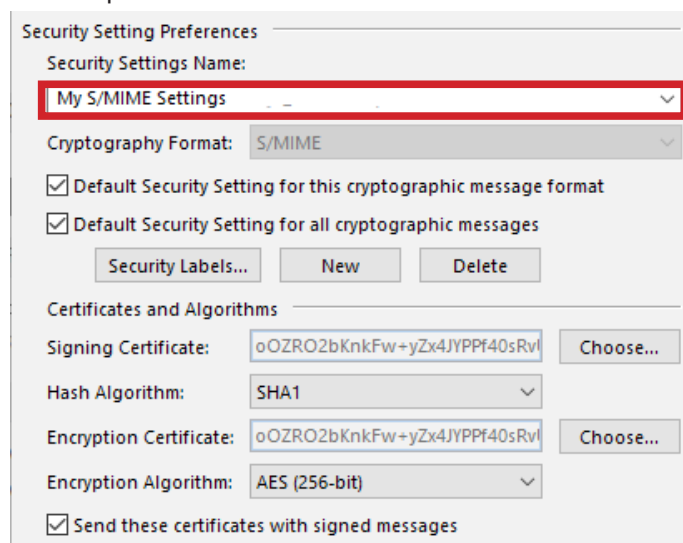 Security Setting Preferences
Security Settings Name:
My S/MIME Settings
Cryptography Format: S/MIME
Default Security Setting for this cryptographic message format
Default Security Setting for all cryptographic messages
Security Labels... New Delete
Certificates and Algorithms
Signing Certificate: oOZRO2bKnkFw+yZx4JYPPf40sRv Choose...
Hash Algorithm: SHA1
Encryption Certificate: oOZRO2bKnkFw+yZx4JYPPf40sRv Choose...
Encryption Algorithm: AES (256-bit)
Send these certificates with signed messages